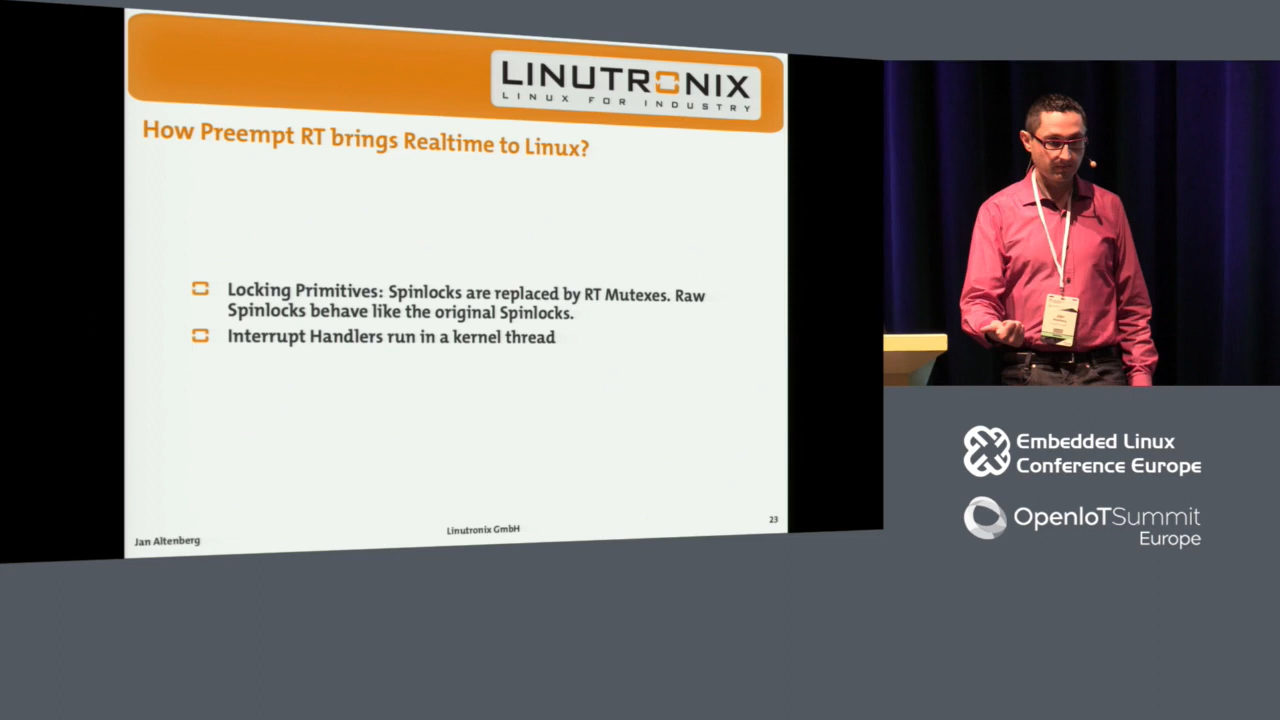 LINUTRONIX
LINUX FOR INDUSTRY
How Preempt RT brings Realtime to Linux?
Locking Primitives: Spinlocks are replaced by RT Mutexes. Raw
Spinlocks behave like the original Spinlocks.
Interrupt Handlers run in a kernel thread
Jan Altenberg
Linutronix GmbH
23
Embedded Linux
Conference Europe
OpenIoTSummit
Europe